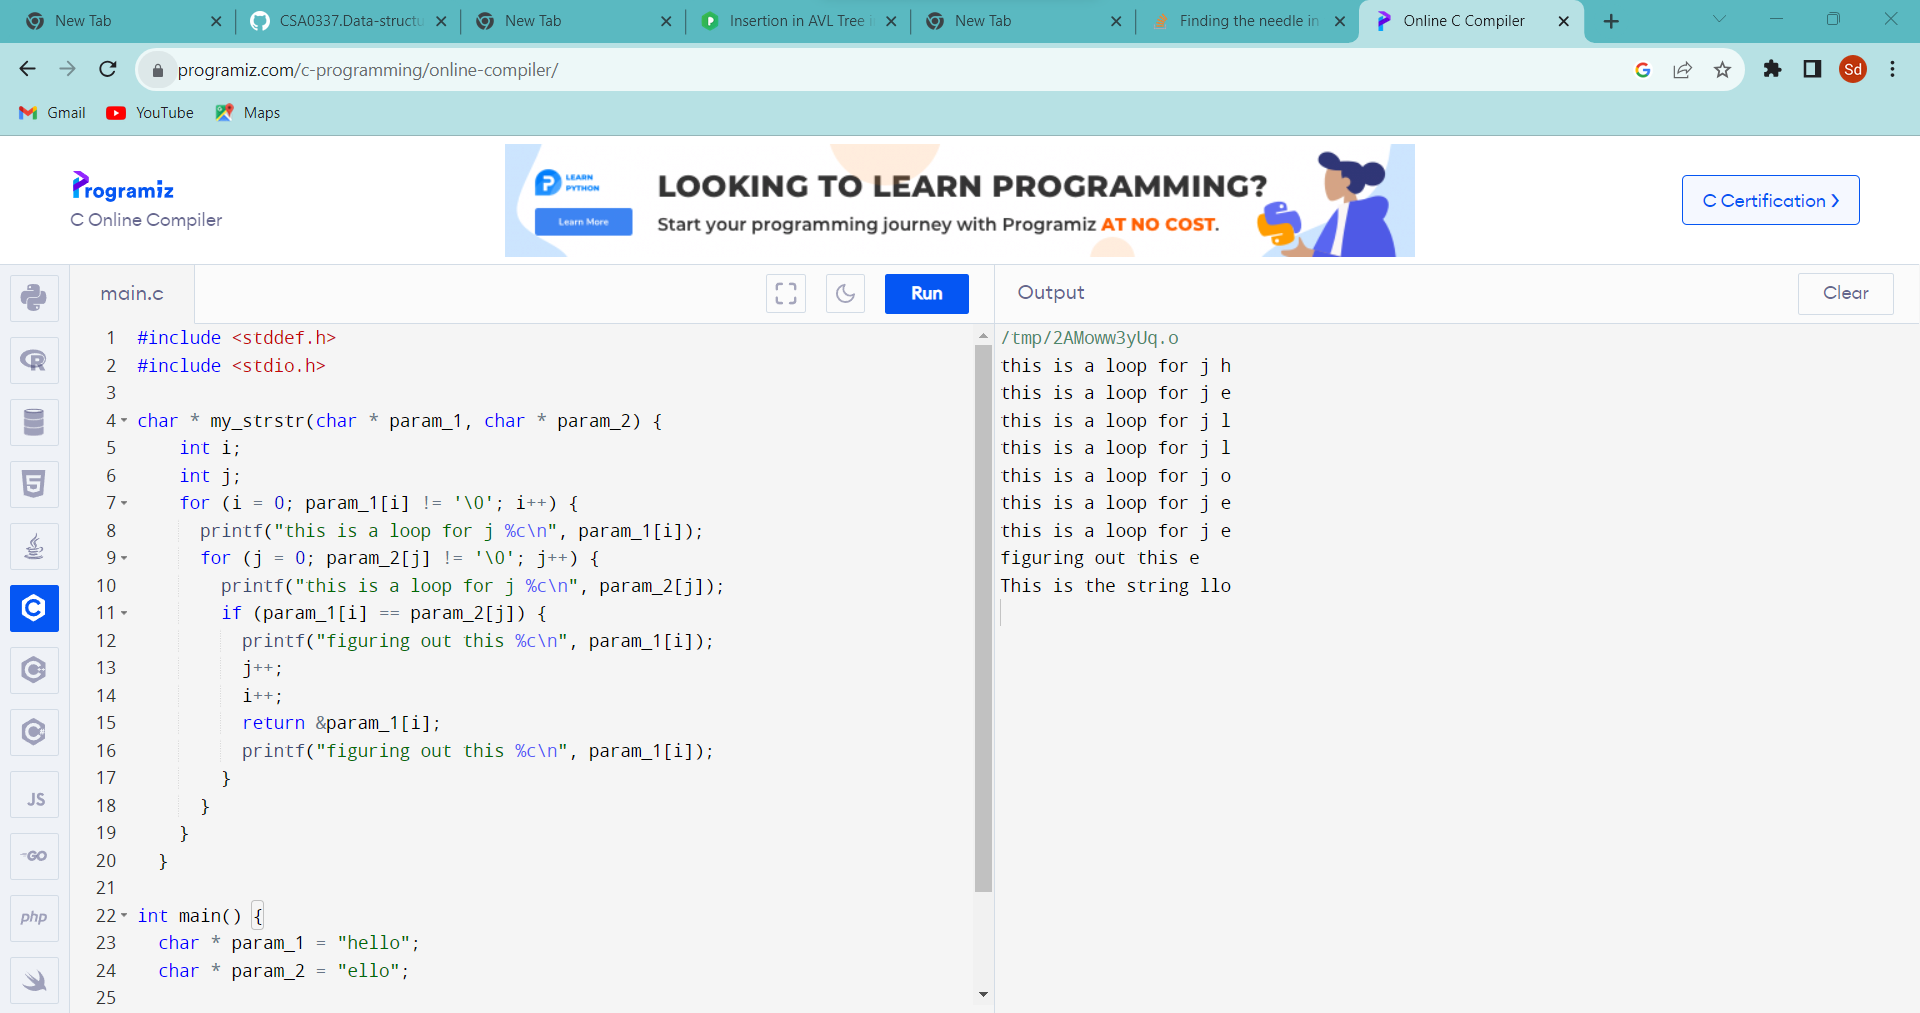 New Tab
CSA0337.Data-structu
New Tab
Insertion in AVL Tree i
New Tab
Finding the needle in
Online C Compiler
programiz.com/c-programming/online-compiler/
Sd
Gmail
YouTube
Maps
Programiz
C Online Compiler
LEARN
PYTHON
Learn More
LOOKING TO LEARN PROGRAMMING?
Start your programming journey with Programiz AT NO COST.
C Certification >
main.c
Run
Output
Clear
1 #include <stddef.h>
2 #include <stdio.h>
3
4 char * my_strstr(char * param_1, char * param_2) {
5 int i;
6 int j;
7 for (i = 0; param_1[i] != '\0'; i++) {
8 printf("this is a loop for j %c\n", param_1[i]);
9 for (j = 0; param_2[j] != '\0'; j++) {
10 printf("this is a loop for j %c\n", param_2[j]);
11 if (param_1[i] == param_2[j]) {
12 printf("figuring out this %c\n", param_1[i]);
13 j++;
14 i++;
15 return &param_1[i];
16 printf("figuring out this %c\n", param_1[i]);
17 }
18 }
19 }
20 }
21
22 int main() {
23 char * param_1 = "hello";
24 char * param_2 = "ello";
25
/tmp/2AMoww3yUq.o
this is a loop for j h
this is a loop for j e
this is a loop for j l
this is a loop for j l
this is a loop for j o
this is a loop for j e
this is a loop for j e
figuring out this e
This is the string llo
R
5
C
C
C
JS
GO
php